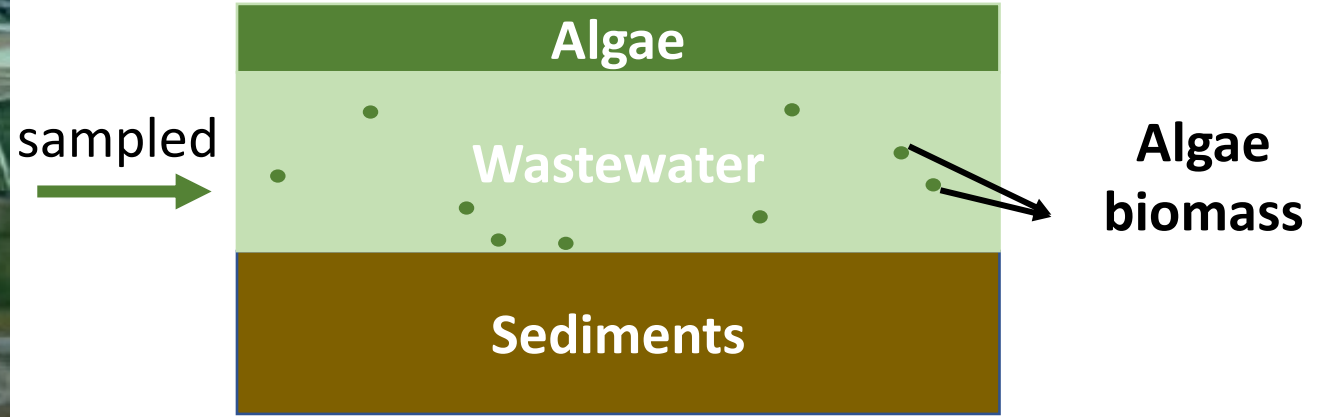 Algae
sampled
Wastewater
Algae
biomass
Sediments